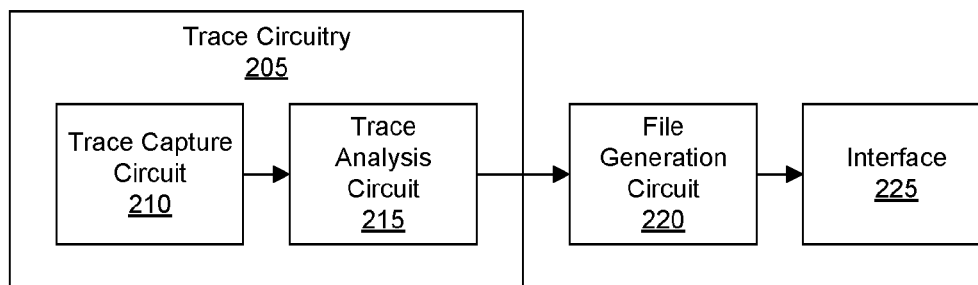 Trace Circuitry
205
Trace Capture
Circuit
210
Trace
Analysis
Circuit
215
File
Generation
Circuit
220
Interface
225